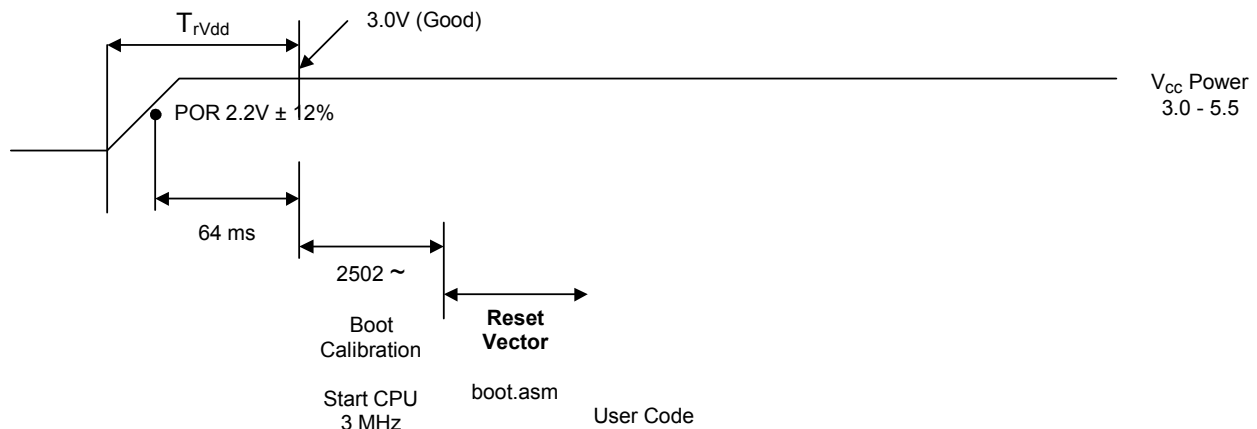 TrVdd
3.0V (Good)
Vcc Power
3.0 - 5.5
POR 2.2V ± 12%
64 ms
2502 ~
Boot
Calibration
Start CPU
3 MHz
Reset
Vector
boot.asm
User Code